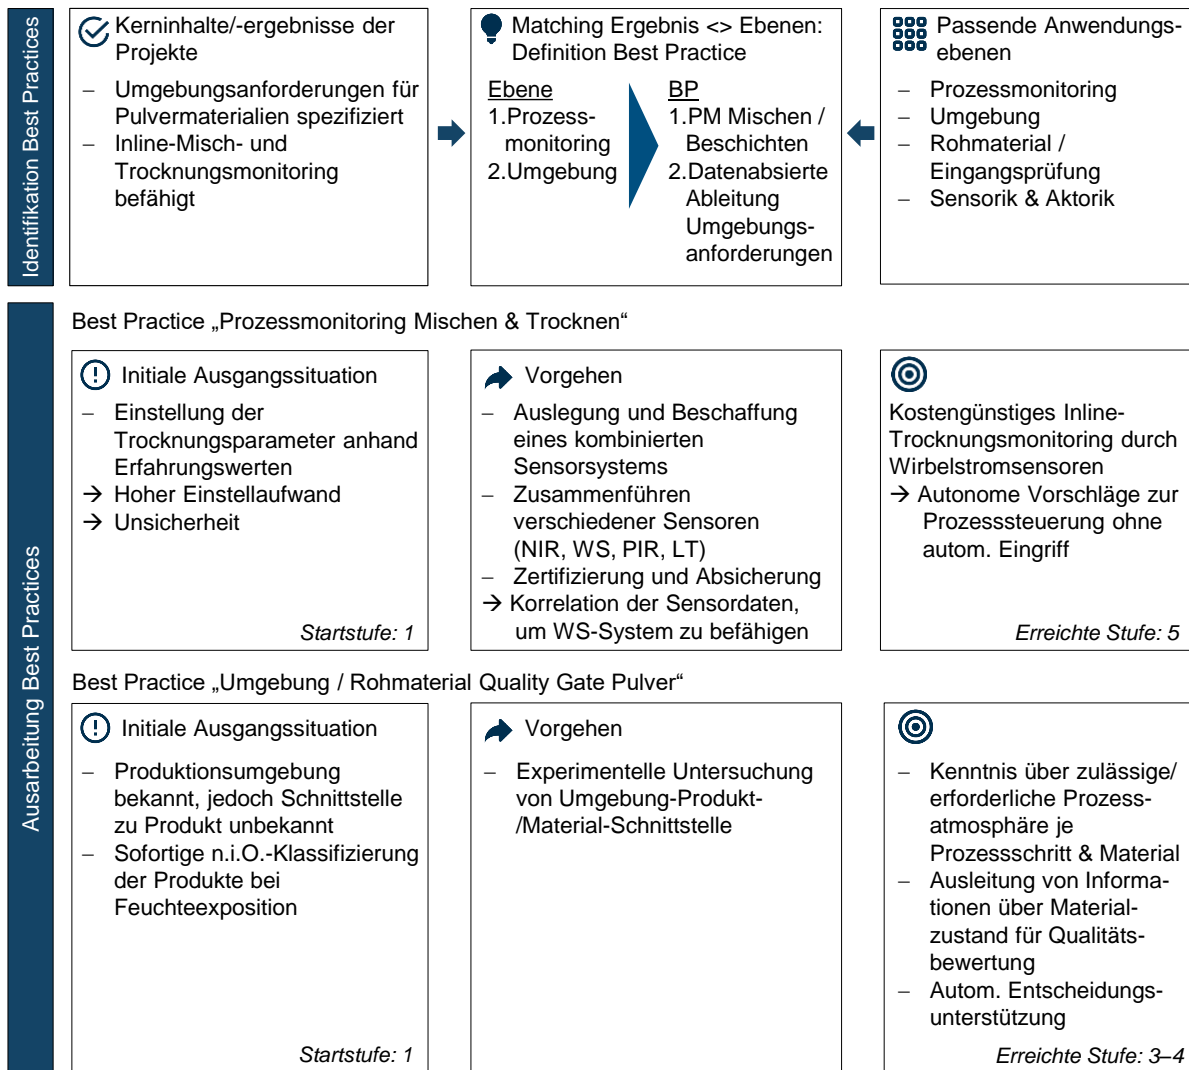 Identifikation Best Practices
Kerninhalte/-ergebnisse der
Projekte
– Umgebungsanforderungen für
Pulvermaterialien spezifiziert
– Inline-Misch- und
Trocknungsmonitoring
befähigt
Matching Ergebnis <> Ebenen:
Definition Best Practice
Ebene
1.Prozess-
monitoring
2.Umgebung
BP
1.PM Mischen /
Beschichten
2.Datenabsierte
Ableitung
Umgebungs-
anforderungen
Passende Anwendungs-
ebenen
– Prozessmonitoring
– Umgebung
– Rohmaterial /
Eingangsprüfung
– Sensorik & Aktorik
Ausarbeitung Best Practices
Best Practice „Prozessmonitoring Mischen & Trocknen“
Initiale Ausgangssituation
– Einstellung der
Trocknungsparameter anhand
Erfahrungswerten
→ Hoher Einstellaufwand
→ Unsicherheit
Startstufe: 1
Vorgehen
– Auslegung und Beschaffung
eines kombinierten
Sensorsystems
– Zusammenführen
verschiedener Sensoren
(NIR, WS, PIR, LT)
– Zertifizierung und Absicherung
→ Korrelation der Sensordaten,
um WS-System zu befähigen
Kostengünstiges Inline-
Trocknungsmonitoring durch
Wirbelstromsensoren
→ Autonome Vorschläge zur
Prozesssteuerung ohne
autom. Eingriff
Erreichte Stufe: 5
Best Practice „Umgebung / Rohmaterial Quality Gate Pulver“
Initiale Ausgangssituation
– Produktionsumgebung
bekannt, jedoch Schnittstelle
zu Produkt unbekannt
– Sofortige n.i.O.-Klassifizierung
der Produkte bei
Feuchteexposition
Startstufe: 1
Vorgehen
– Experimentelle Untersuchung
von Umgebung-Produkt-
/Material-Schnittstelle
– Kenntnis über zulässige/
erforderliche Prozess-
atmosphäre je
Prozessschritt & Material
– Ausleitung von Informa-
tionen über Material-
zustand für Qualitäts-
bewertung
– Autom. Entscheidungs-
unterstützung
Erreichte Stufe: 3–4